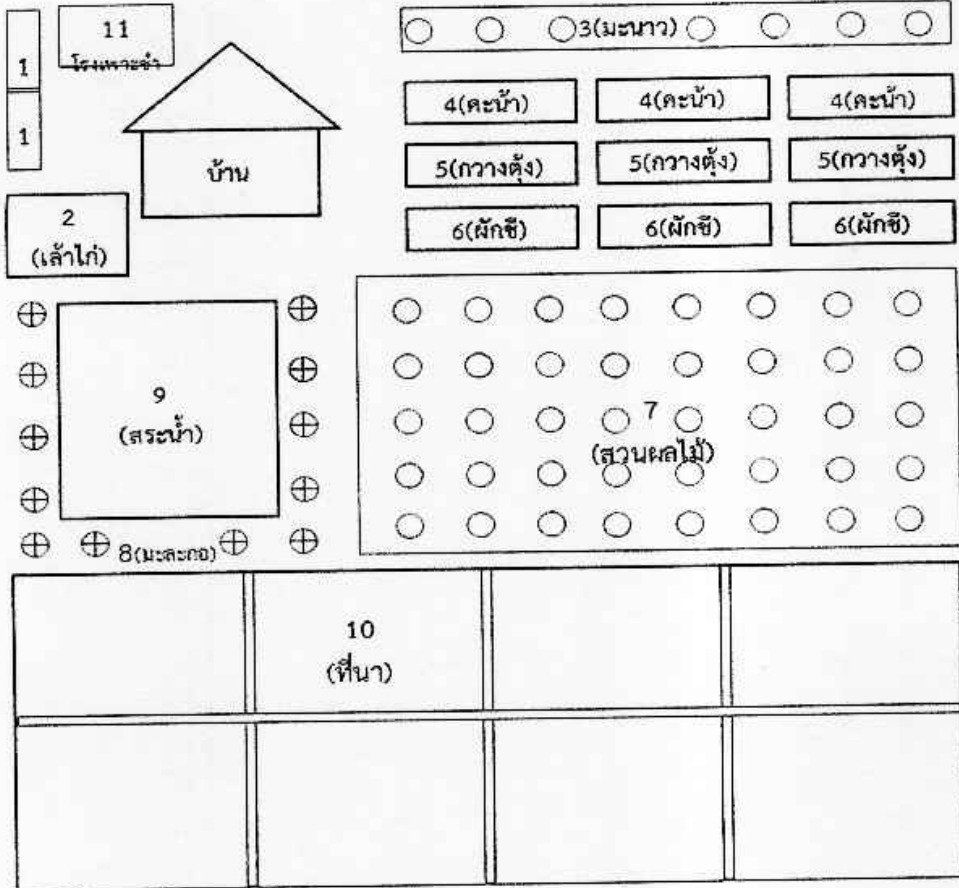 11
โรงเพาะชำ
1
1
3(มะนาว)
4(คะน้า) 4(คะน้า) 4(คะน้า)
บ้าน
5(กวางตุ้ง) 5(กวางตุ้ง) 5(กวางตุ้ง)
2
(เล้าไก่)
6(ผักชี) 6(ผักชี) 6(ผักชี)
9
(สระน้ำ)
7
(สวนผลไม้)
8(มะละกอ)
10
(ที่นา)